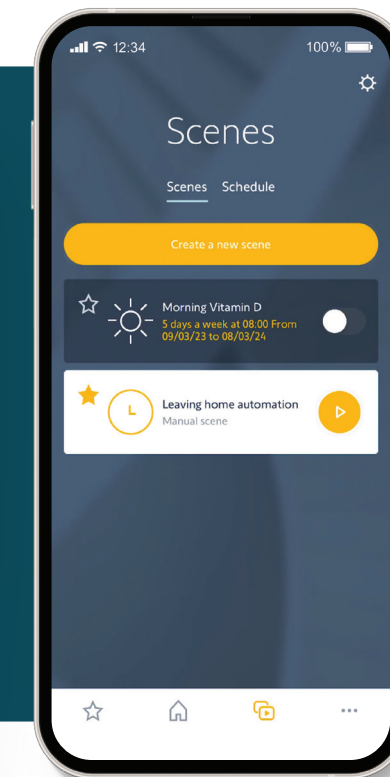 12:34
100%
Scenes
Scenes Schedule
Create a new scene
Morning Vitamin D
5 days a week at 08:00 From
09/03/23 to 08/03/24
Leaving home automation
Manual scene